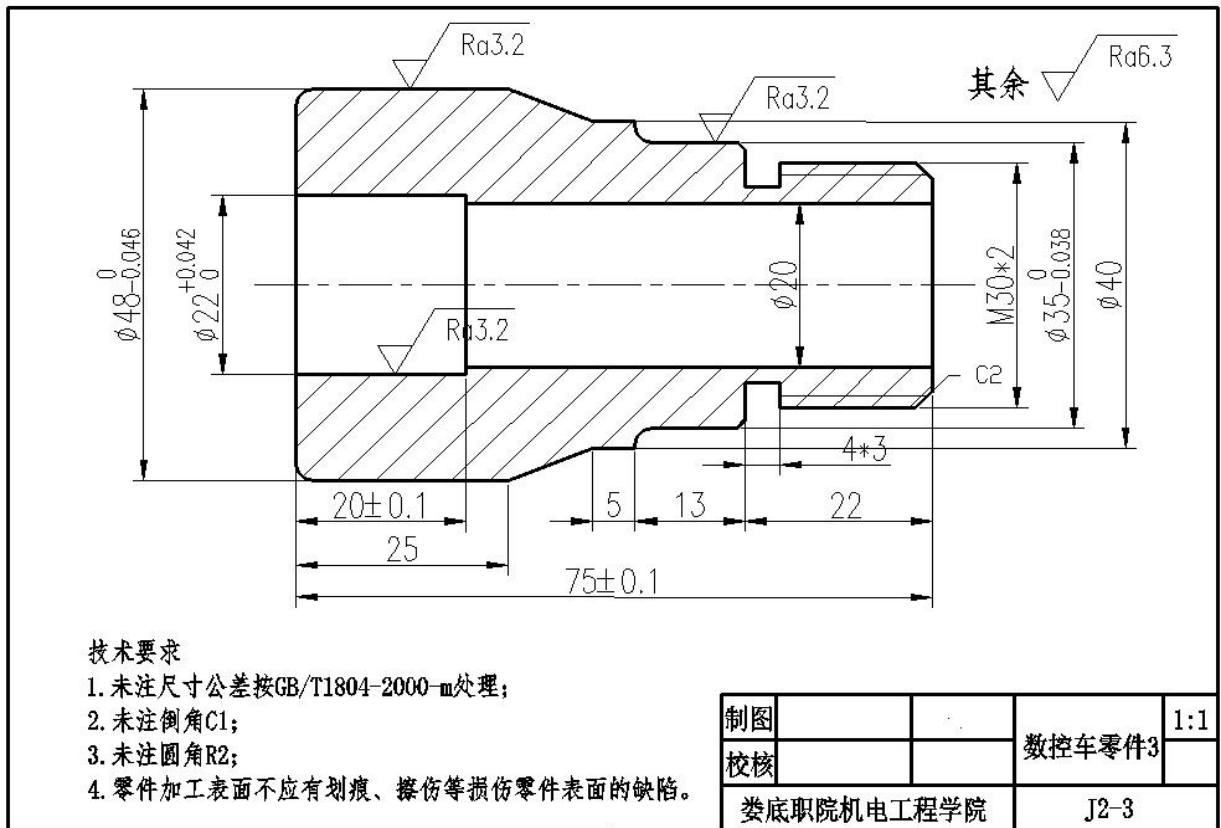 Ra3.2
其余 Ra6.3
Ra3.2
φ48 0 -0.046
φ22 +0.042 0
Ra3.2
φ20
M30*2
φ35 0 -0.038
φ40
C2
4*3
20±0.1
5
13
22
25
75±0.1
技术要求
1.未注尺寸公差按GB/T1804-2000-m处理;
2.未注倒角C1;
3.未注圆角R2;
4.零件加工表面不应有划痕、擦伤等损伤零件表面的缺陷。
制图
数控车零件3
1:1
校核
娄底职院机电工程学院
J2-3